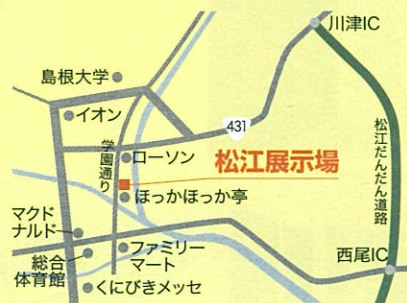 川津IC
島根大学
イオン
431
学園通り
ローソン
松江展示場
松江だんだん道路
ほっかほっか亭
マクド
ナルド
ファミリー
マート
西尾IC
総合
体育館
くにびきメッセ